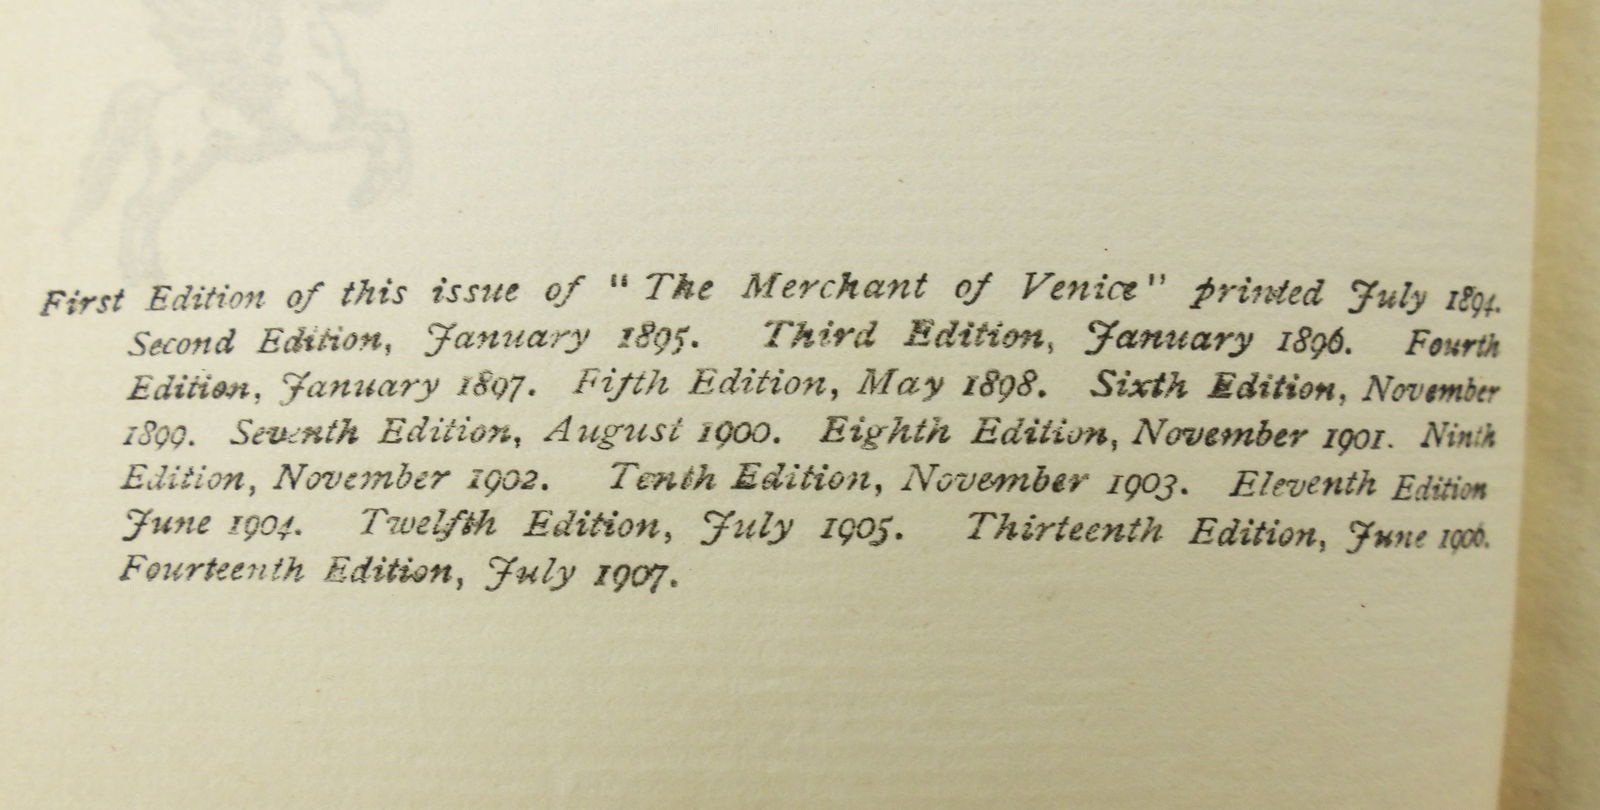 First Edition of this issue of "The Merchant of Venice" printed July 1894.
Second Edition, January 1895. Third Edition, January 1896. Fourth
Edition, January 1897. Fifth Edition, May 1898. Sixth Edition, November
1899. Seventh Edition, August 1900. Eighth Edition, November 1901. Ninth
Edition, November 1902. Tenth Edition, November 1903. Eleventh Edition
June 1904. Twelfth Edition, July 1905. Thirteenth Edition, June 1906.
Fourteenth Edition, July 1907.